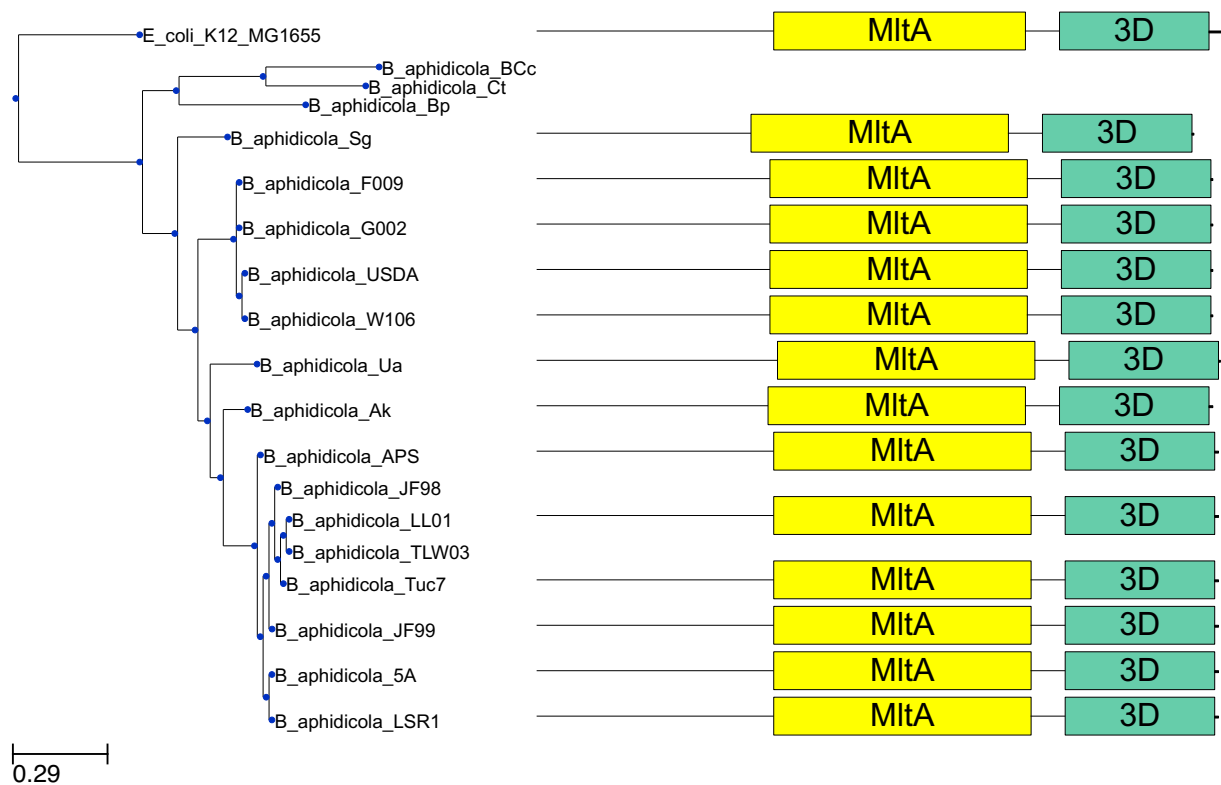 E_coli_K12_MG1655 MltA 3D
B_aphidicola_BCc
B_aphidicola_Ct
B_aphidicola_Bp
B_aphidicola_Sg MltA 3D
B_aphidicola_F009 MltA 3D
B_aphidicola_G002 MltA 3D
B_aphidicola_USDA MltA 3D
B_aphidicola_W106 MltA 3D
B_aphidicola_Ua MltA 3D
B_aphidicola_Ak MltA 3D
B_aphidicola_APS MltA 3D
B_aphidicola_JF98
B_aphidicola_LL01 MltA 3D
B_aphidicola_TLW03
B_aphidicola_Tuc7 MltA 3D
B_aphidicola_JF99 MltA 3D
B_aphidicola_5A MltA 3D
B_aphidicola_LSR1 MltA 3D
0.29